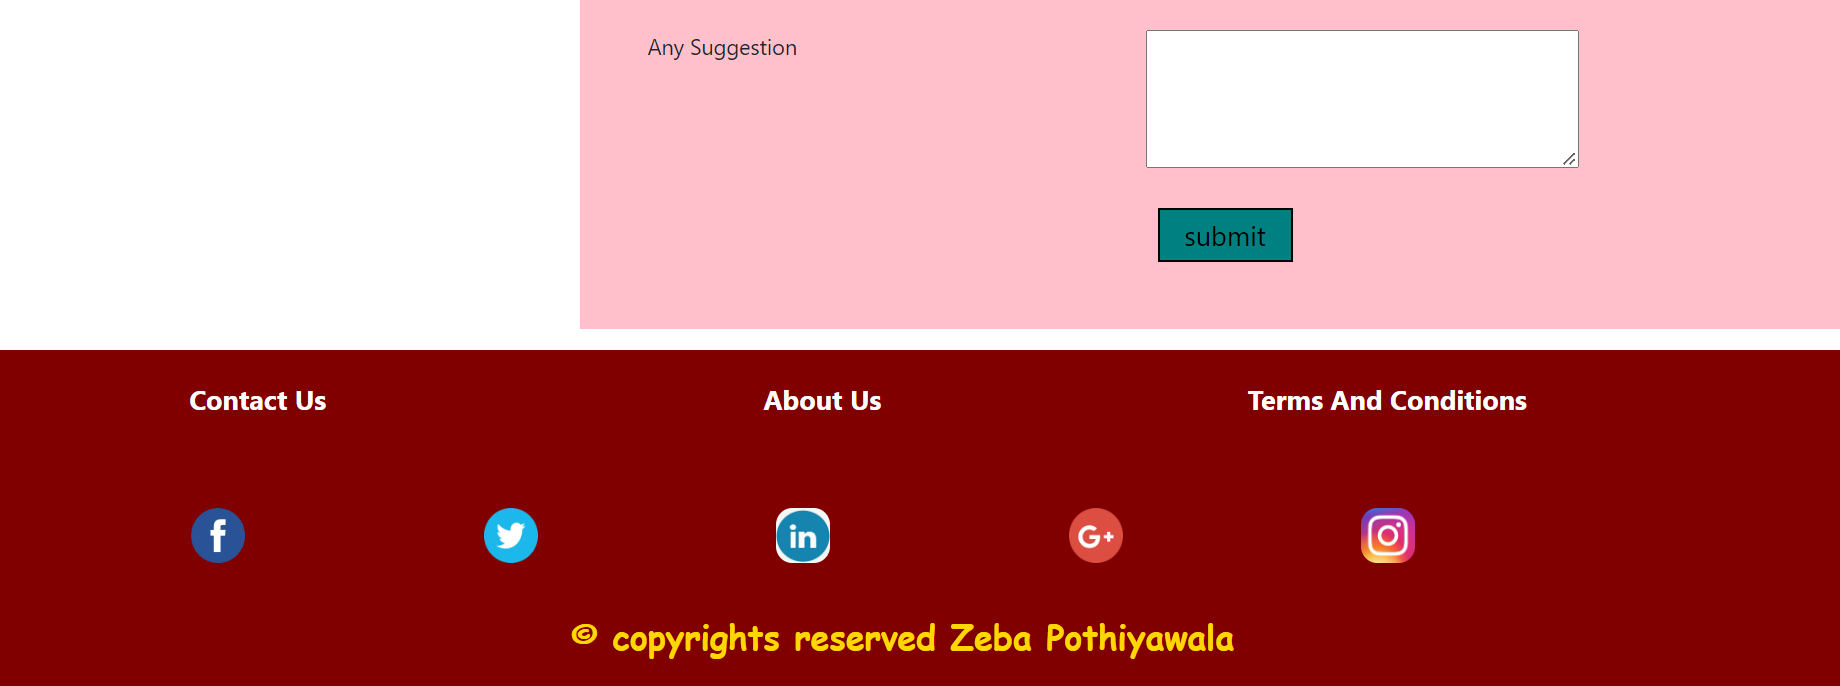 Any Suggestion
submit
Contact Us About Us Terms And Conditions
f in G+
© copyrights reserved Zeba Pothiyawala